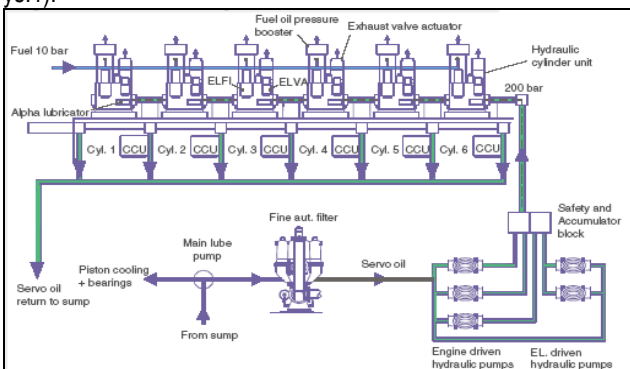 Fuel oil pressure
booster
Exhaust valve actuator
Fuel 10 bar
Hydraulic
cylinder unit
ELFI
ELVA
200 bar
Alpha lubricator
Cyl. 1 CCU Cyl. 2 CCU Cyl. 3 CCU Cyl. 4 CCU Cyl. 5 CCU Cyl. 6 CCU
Safety and
Accumulator
block
Fine aut. filter
Main lube
pump
Piston cooling
+ bearings
Servo oil
Servo oil
return to sump
From sump
Engine driven
hydraulic pumps
EL. driven
hydraulic pumps